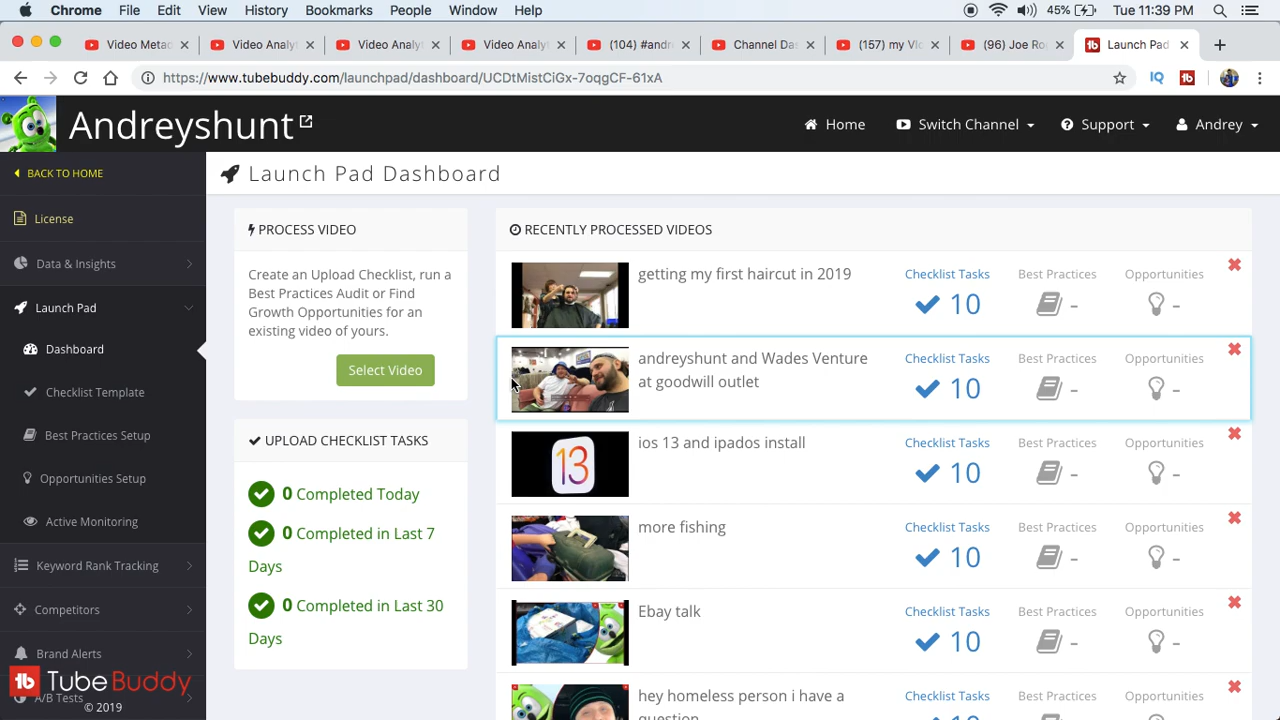 Chrome File Edit View History Bookmarks People Window Help 45% Tue 11:39 PM
Video Meta Video Analy Video Analy Video Analy (104) #andr Channel Da (157) my Vl (96) Joe Ro Launch Pad
https://www.tubebuddy.com/launchpad/dashboard/UCDtMistCiGx-7oqgCF-61xA IQ
Andreyshunt Home Switch Channel Support Andrey
BACK TO HOME
License
Data & Insights
Launch Pad
Dashboard
Checklist Template
Best Practices Setup
Opportunities Setup
Active Monitoring
Keyword Rank Tracking
Competitors
Brand Alerts
A/B Tests
TubeBuddy
© 2019
Launch Pad Dashboard
PROCESS VIDEO
Create an Upload Checklist, run a
Best Practices Audit or Find
Growth Opportunities for an
existing video of yours.
Select Video
UPLOAD CHECKLIST TASKS
0 Completed Today
0 Completed in Last 7
Days
0 Completed in Last 30
Days
RECENTLY PROCESSED VIDEOS
getting my first haircut in 2019 Checklist Tasks Best Practices Opportunities
10 - -
andreyshunt and Wades Venture Checklist Tasks Best Practices Opportunities
at goodwill outlet 10 - -
ios 13 and ipados install Checklist Tasks Best Practices Opportunities
13 10 - -
more fishing Checklist Tasks Best Practices Opportunities
10 - -
Ebay talk Checklist Tasks Best Practices Opportunities
10 - -
hey homeless person i have a Checklist Tasks Best Practices Opportunities
question 10 - -